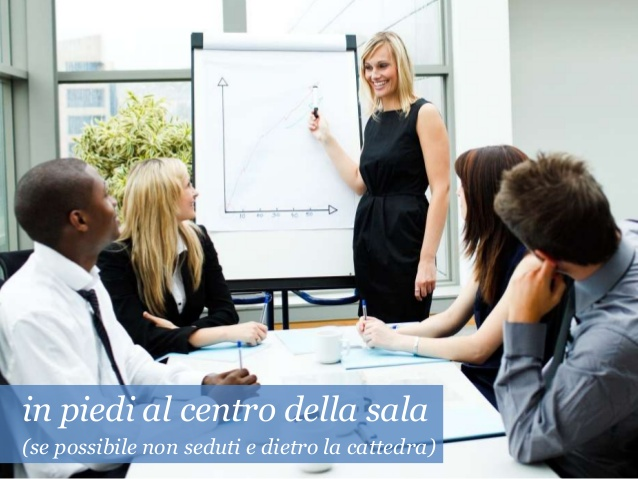 in piedi al centro della sala
(se possibile non seduti e dietro la cattedra)